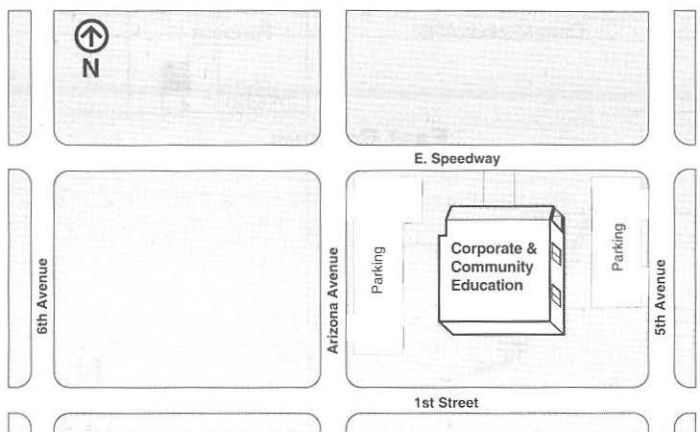 N
E. Speedway
6th Avenue
Arizona Avenue
Parking
Corporate &
Community
Education
Parking
5th Avenue
1st Street